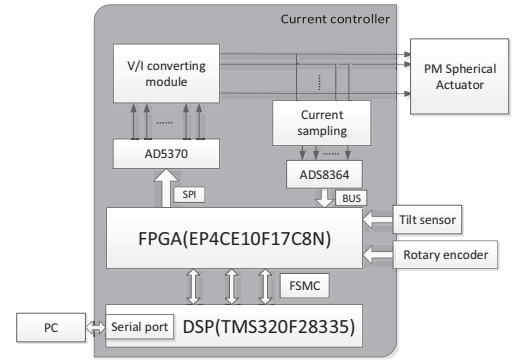 Current controller
V/I converting
module
PM Spherical
Actuator
......
Current
sampling
......
......
AD5370
ADS8364
SPI
BUS
FPGA(EP4CE10F17C8N)
Tilt sensor
Rotary encoder
FSMC
PC
Serial port
DSP(TMS320F28335)